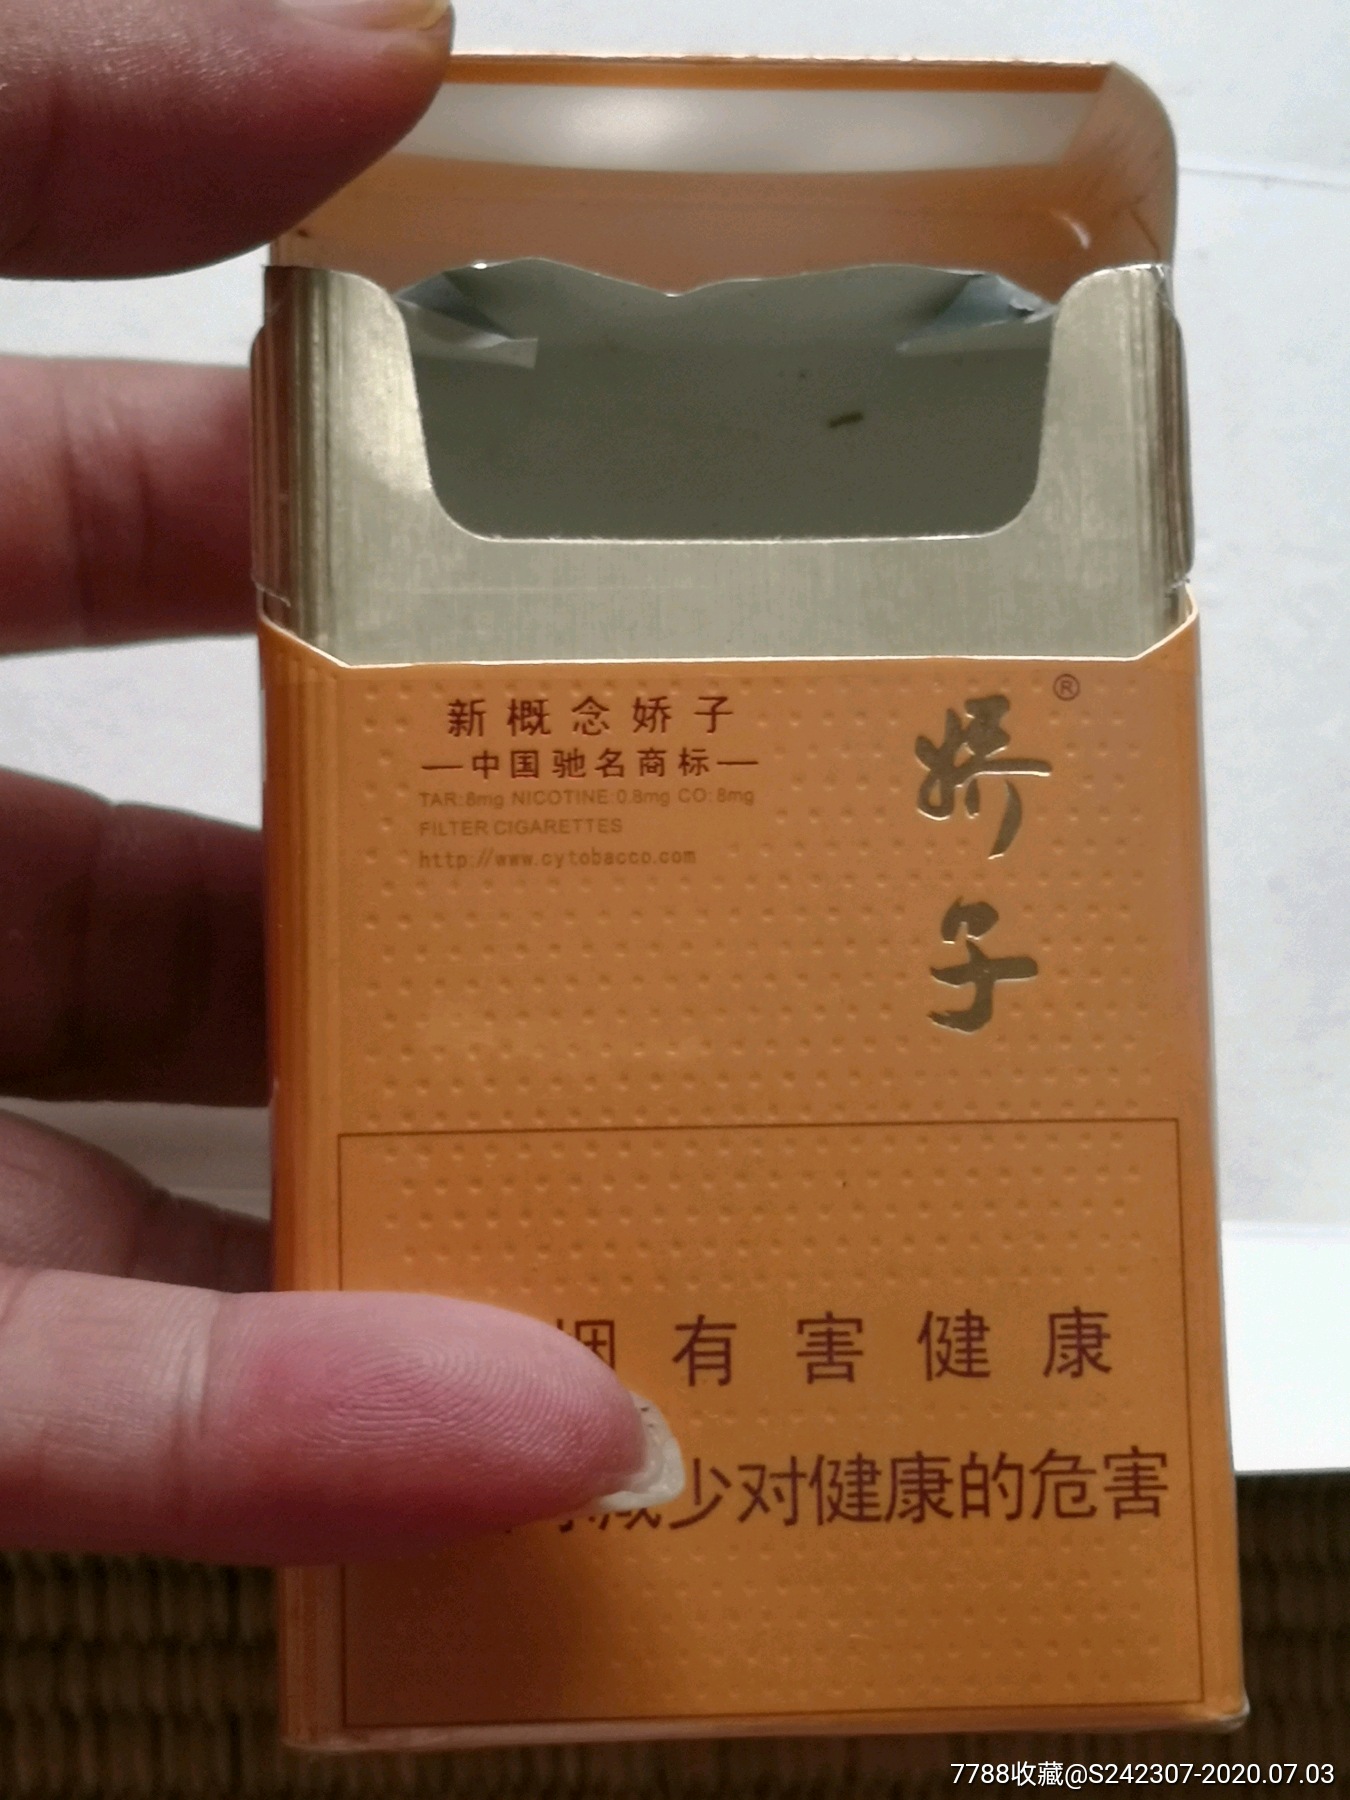 新概念娇子
—中国驰名商标—
TAR:8mg NICOTINE:0.8mg CO:8mg
FILTER CIGARETTES
http://www.cytobacco.com
娇子®
烟有害健康
减少对健康的危害
7788收藏@S242307-2020.07.03